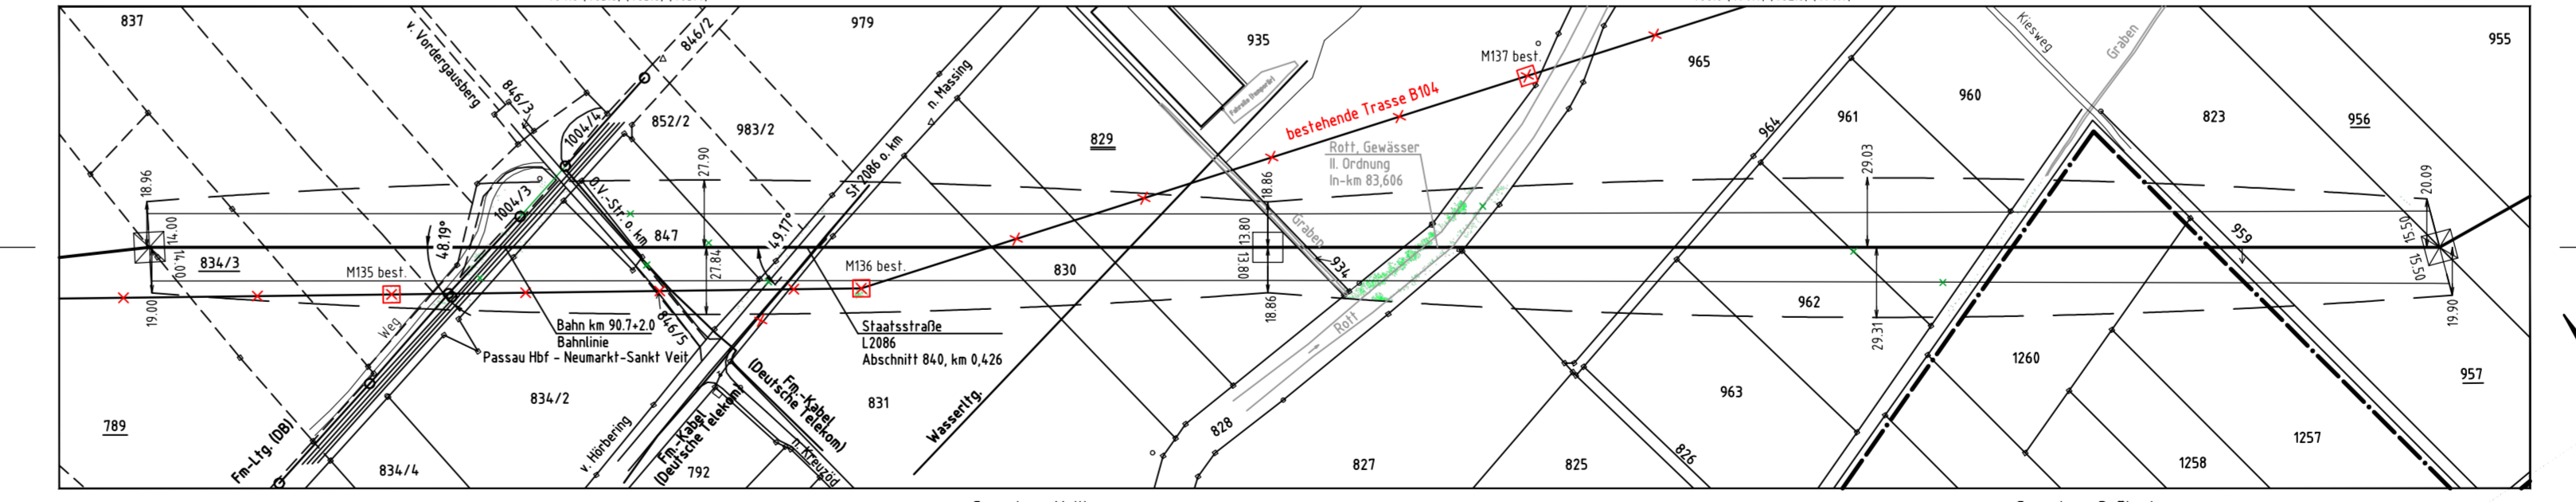 837
v. Vordergausberg
846/2
979
935
M137 best.
965
Kiesweg
Graben
955
846/3
1004/4
852/2
983/2
n. Massing
829
bestehende Trasse B104
961
960
823
956
964
Rott, Gewässer
II. Ordnung
In-km 83,606
18.96
14.00
14.00
19.00
834/3
48.19°
1004/3
Ö.V.-Str. o. km
847
27.90
27.84
49.17°
St 2086 o. km
18.86
13.80
13.80
18.86
Graben
934
29.03
29.31
959
20.09
15.50
15.50
19.90
M135 best.
M136 best.
830
962
Weg
Bahn km 90.7+2.0
Bahnlinie
Passau Hbf - Neumarkt-Sankt Veit
846/5
Staatsstraße
L2086
Abschnitt 840, km 0,426
Rott
1260
957
963
789
834/2
831
Fm.-Kabel
(Deutsche Telekom)
Fm.-Kabel
(Deutsche Telekom)
Wasserltg.
828
Fm-Ltg. (DB)
834/4
v. Hörbering
792
n. Kreuzöd
827
825
826
1258
1257